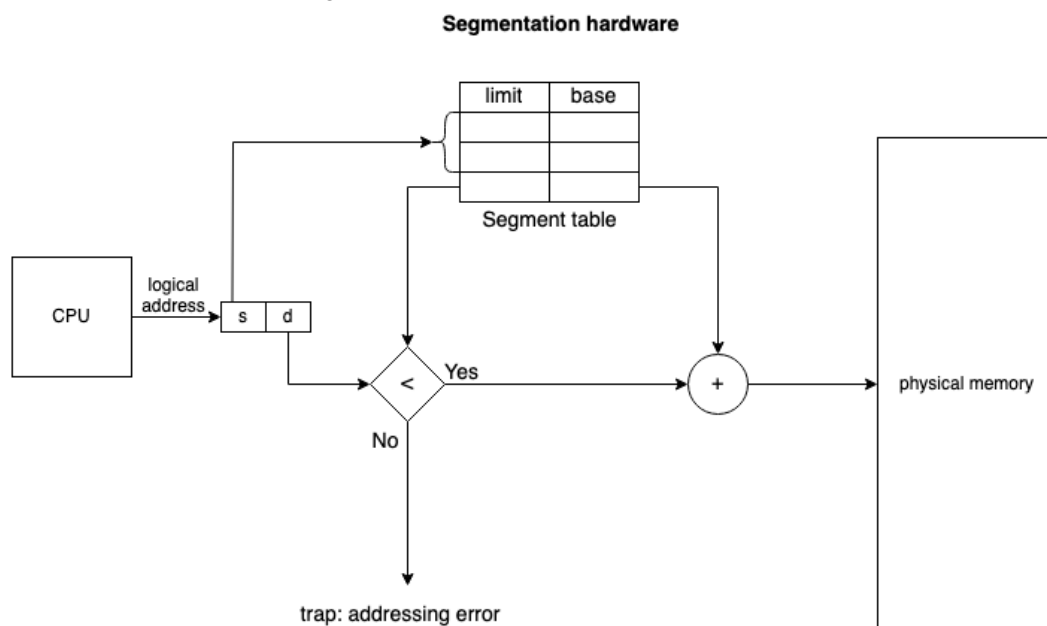 Segmentation hardware
limit base
Segment table
logical
address
CPU
s d
<
Yes
+
physical memory
No
trap: addressing error